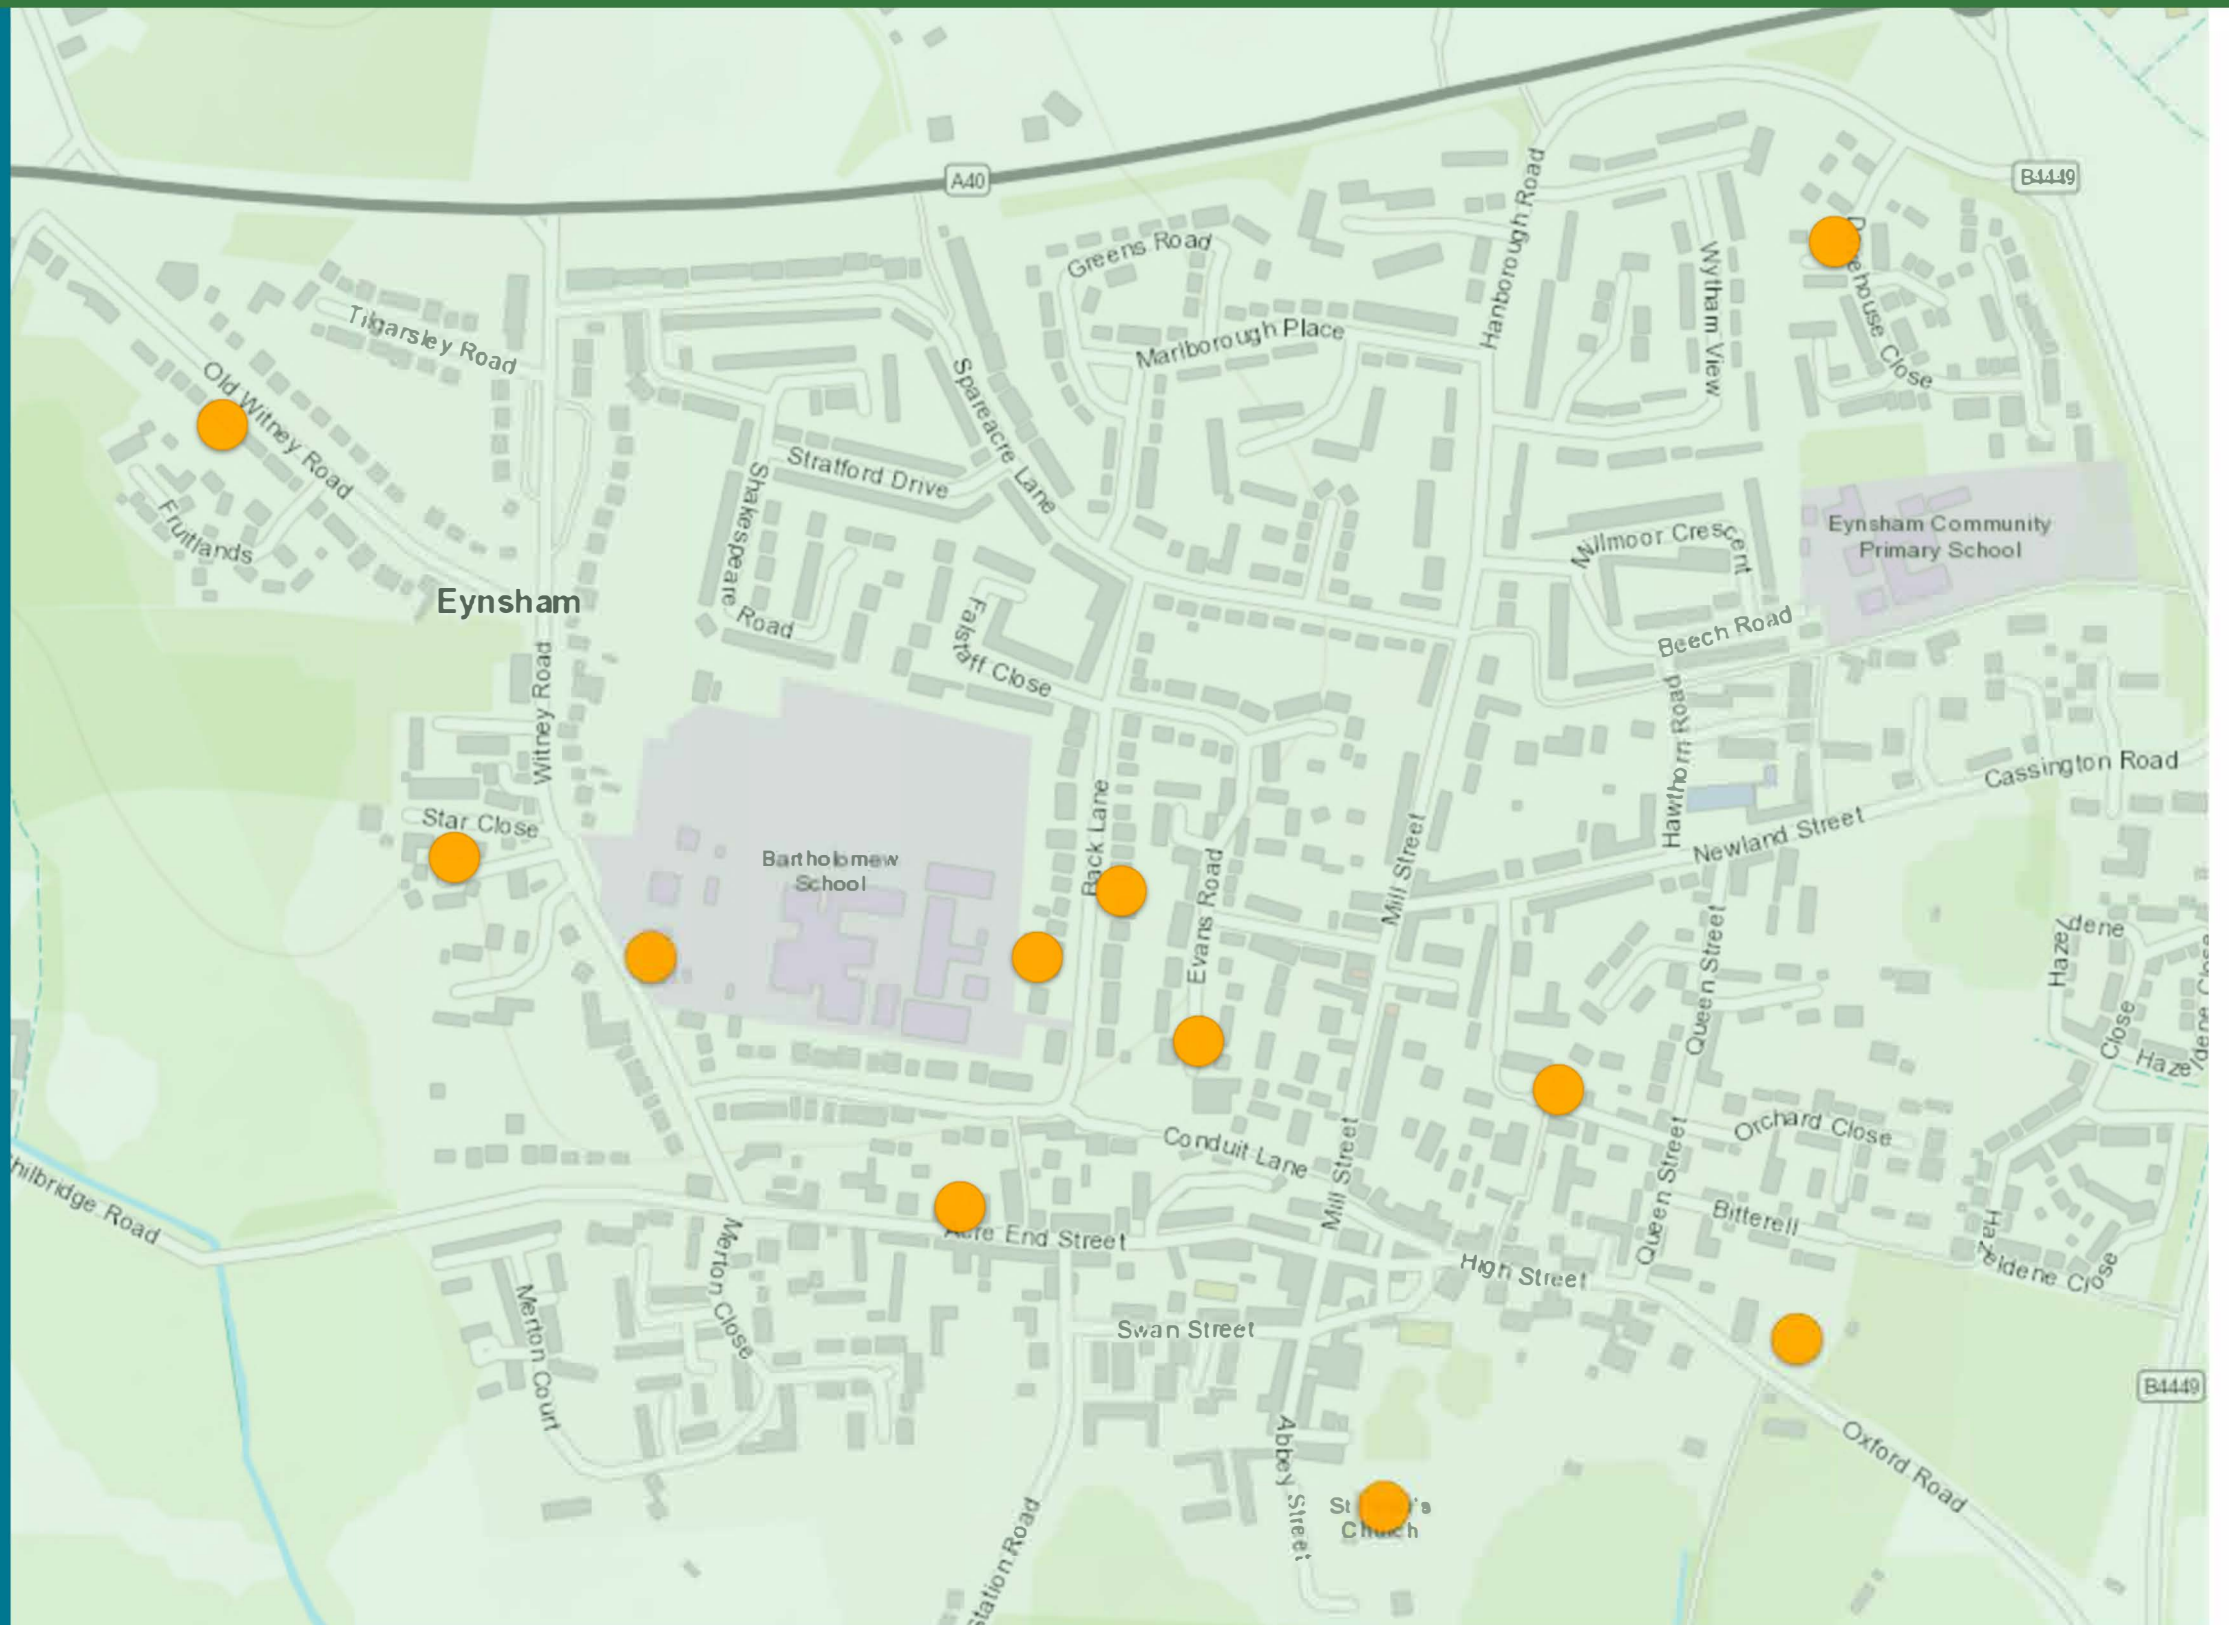 A40
B4449
Greens Road
Hanborough Road
Tilgarsley Road
Marlborough Place
Wytham View
Close
Old Witney Road
Spareacre Lane
Stratford Drive
Shakespeare
Road
Fruitlands
Millmoor Crescent
Eynsham Community
Primary School
Eynsham
Falstaff Close
Beech Road
Witney Road
Hawthorn Road
Cassington Road
Star Close
Back Lane
Mill Street
Newland Street
Bartholomew
School
Evans Road
Queen Street
Hazeldene
Close
Conduit Lane
Mill Street
Queen Street
Orchard Close
Road
Merton Close
End Street
Bitterell
High Street
Hazeldene Close
Merton Court
Swan Street
B4449
Abbey Street
Oxford Road
St
Church
Station Road